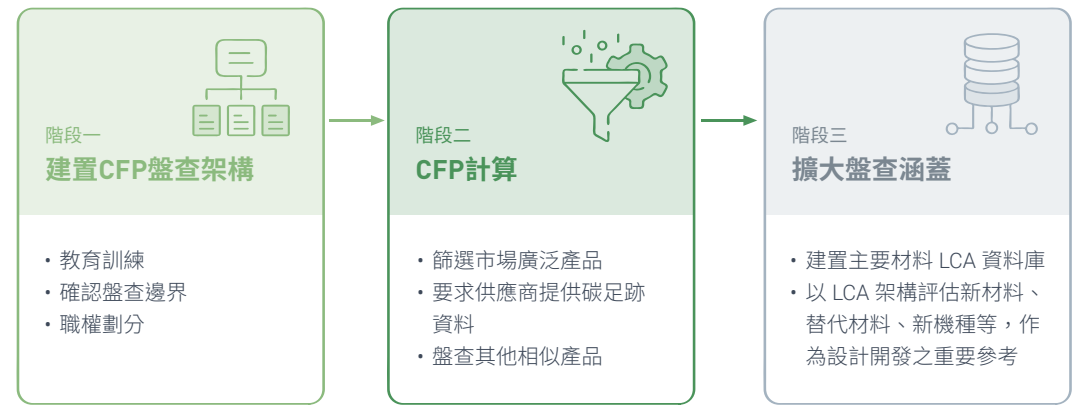 階段一
建置CFP盤查架構
• 教育訓練
• 確認盤查邊界
• 職權劃分
階段二
CFP計算
• 篩選市場廣泛產品
• 要求供應商提供碳足跡
資料
• 盤查其他相似產品
階段三
擴大盤查涵蓋
• 建置主要材料 LCA 資料庫
• 以 LCA 架構評估新材料、
替代材料、新機種等，作
為設計開發之重要參考